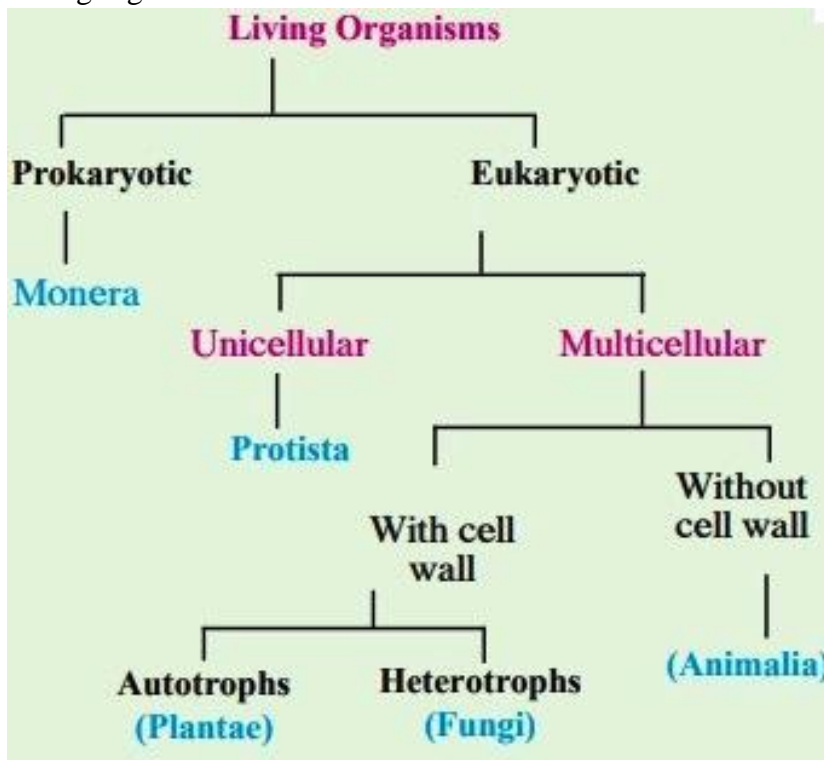 Living Organisms
Prokaryotic
Eukaryotic
Monera
Unicellular
Multicellular
Protista
Without
cell wall
With cell
wall
(Animalia)
Autotrophs
Heterotrophs
(Plantae)
(Fungi)